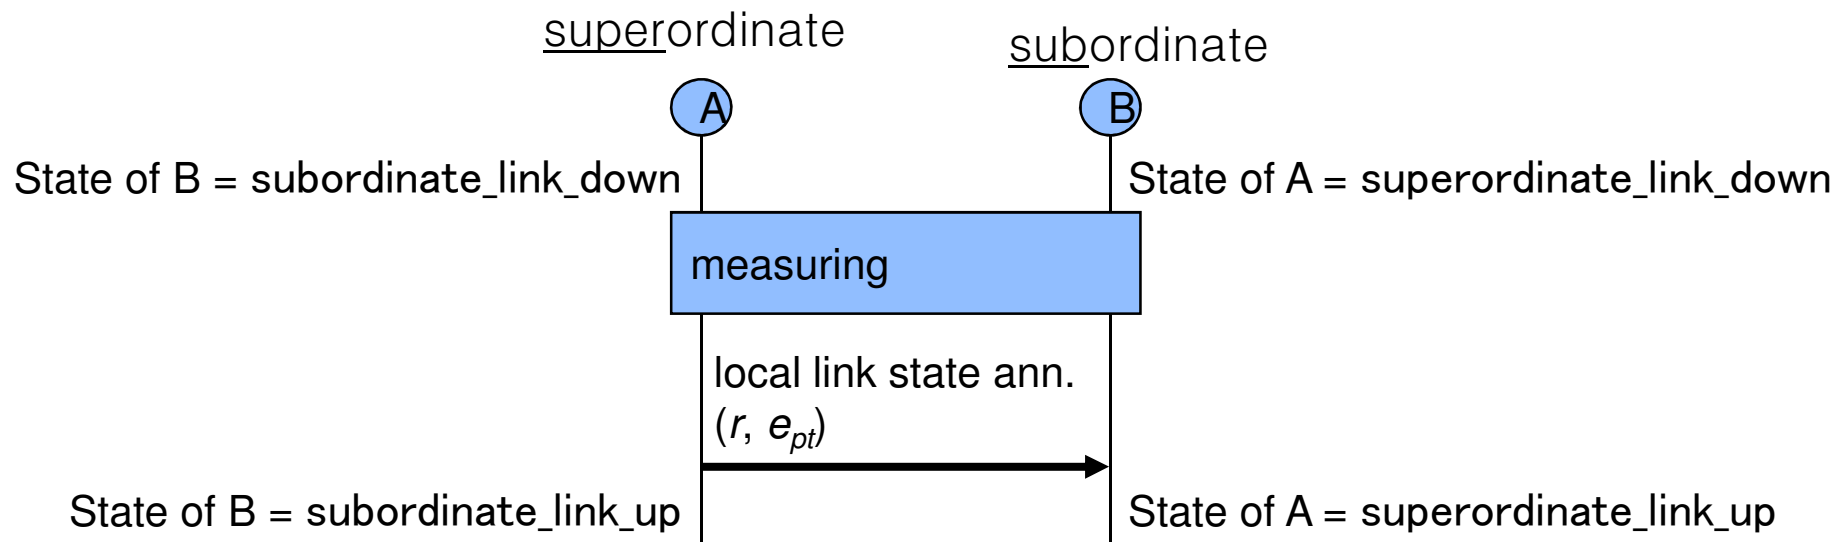 superordinate
subordinate
A
B
State of B = subordinate_link_down
State of A = superordinate_link_down
measuring
local link state ann.
(r, e_pt)
State of B = subordinate_link_up
State of A = superordinate_link_up